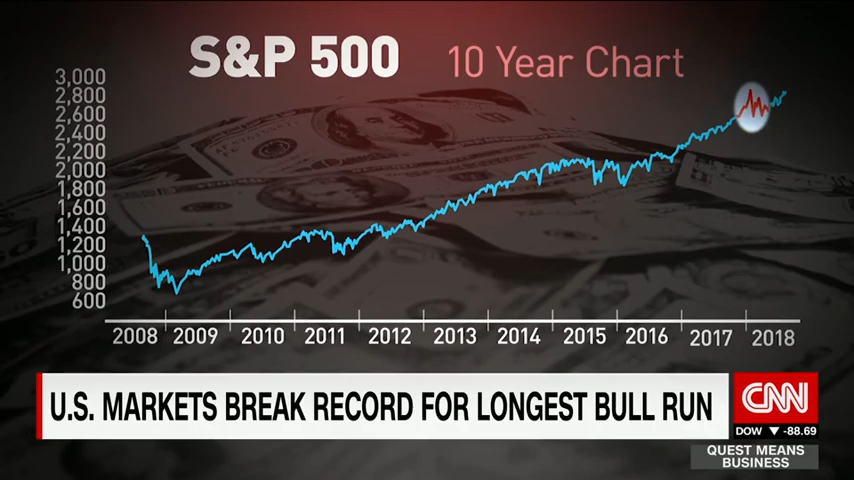 S&P 500 10 Year Chart
3,000
2,800
2,600
2,400
2,200
2,000
1,800
1,600
1,400
1,200
1,000
800
600
2008 2009 2010 2011 2012 2013 2014 2015 2016 2017 2018
U.S. MARKETS BREAK RECORD FOR LONGEST BULL RUN
CNN
DOW ▼ -88.69
QUEST MEANS
BUSINESS